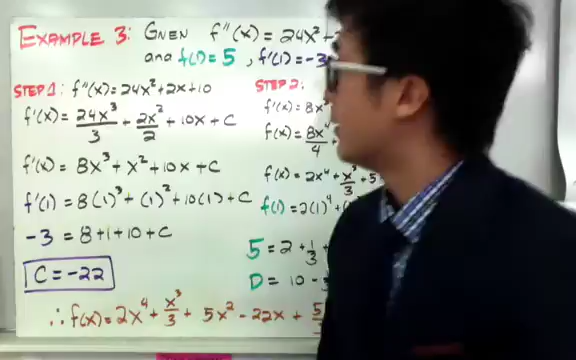 EXAMPLE 3: GIVEN f''(x) = 24x² +
and f(1) = 5 , f'(1) = -3
STEP 1: f''(x) = 24x² + 2x + 10
f'(x) = 24x³/3 + 2x²/2 + 10x + C
f'(x) = 8x³ + x² + 10x + C
f'(1) = 8(1)³ + (1)² + 10(1) + C
-3 = 8 + 1 + 10 + C
C = -22
STEP 2:
f'(x) = 8x
f(x) = 8x⁴/4
f(x) = 2x⁴ + x³/3 + 5
f(1) = 2(1)⁴ +
5 = 2 + 1/3 +
D = 10 -
∴ f(x) = 2x⁴ + x³/3 + 5x² - 22x + 5